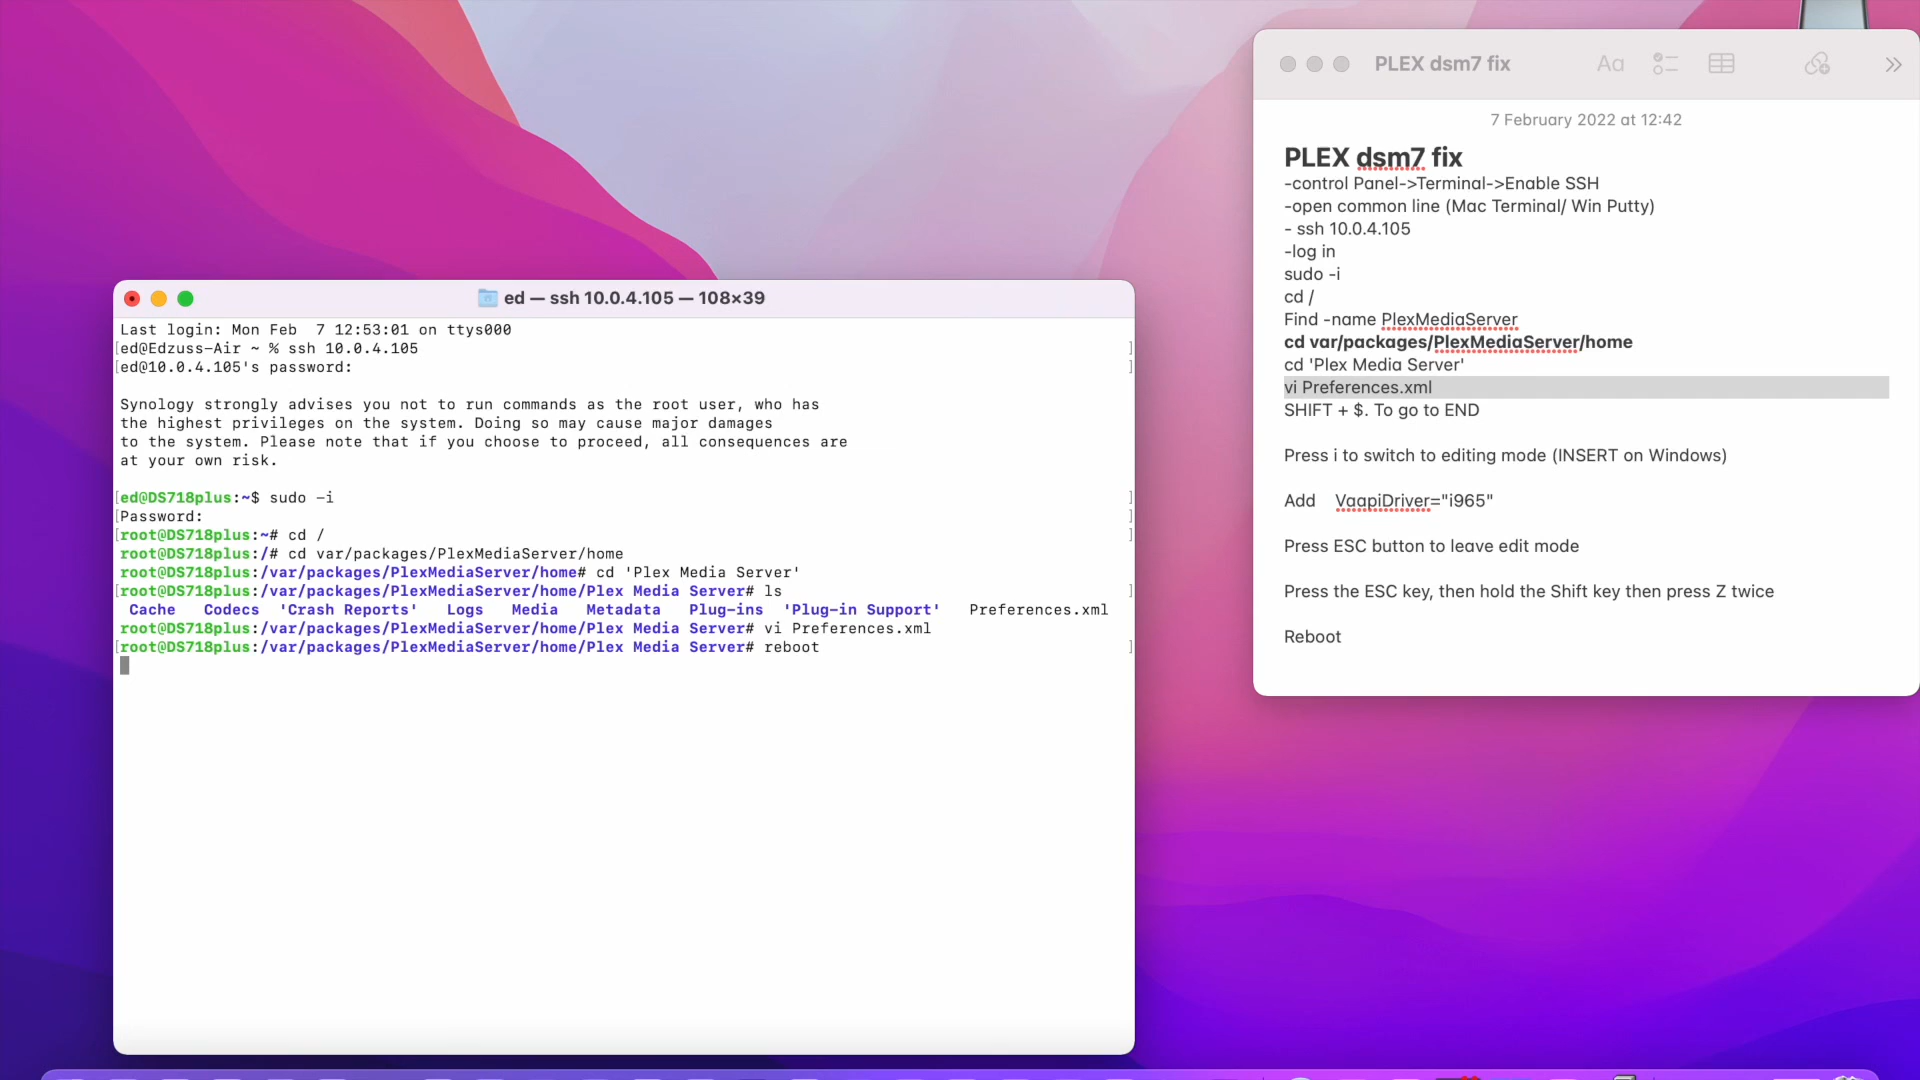 ed — ssh 10.0.4.105 — 108×39
Last login: Mon Feb  7 12:53:01 on ttys000
[ed@Edzuss-Air ~ % ssh 10.0.4.105 ]
[ed@10.0.4.105's password: ]
Synology strongly advises you not to run commands as the root user, who has
the highest privileges on the system. Doing so may cause major damages
to the system. Please note that if you choose to proceed, all consequences are
at your own risk.
[ed@DS718plus:~$ sudo -i ]
[Password: ]
[root@DS718plus:~# cd / ]
root@DS718plus:/# cd var/packages/PlexMediaServer/home
root@DS718plus:/var/packages/PlexMediaServer/home# cd 'Plex Media Server'
[root@DS718plus:/var/packages/PlexMediaServer/home/Plex Media Server# ls ]
Cache   Codecs  'Crash Reports'   Logs   Media   Metadata   Plug-ins  'Plug-in Support'   Preferences.xml
root@DS718plus:/var/packages/PlexMediaServer/home/Plex Media Server# vi Preferences.xml
[root@DS718plus:/var/packages/PlexMediaServer/home/Plex Media Server# reboot ]
PLEX dsm7 fix
Aa
7 February 2022 at 12:42
PLEX dsm7 fix
-control Panel->Terminal->Enable SSH
-open common line (Mac Terminal/ Win Putty)
- ssh 10.0.4.105
-log in
sudo -i
cd /
Find -name PlexMediaServer
cd var/packages/PlexMediaServer/home
cd 'Plex Media Server'
vi Preferences.xml
SHIFT + $. To go to END
Press i to switch to editing mode (INSERT on Windows)
Add    VaapiDriver="i965"
Press ESC button to leave edit mode
Press the ESC key, then hold the Shift key then press Z twice
Reboot